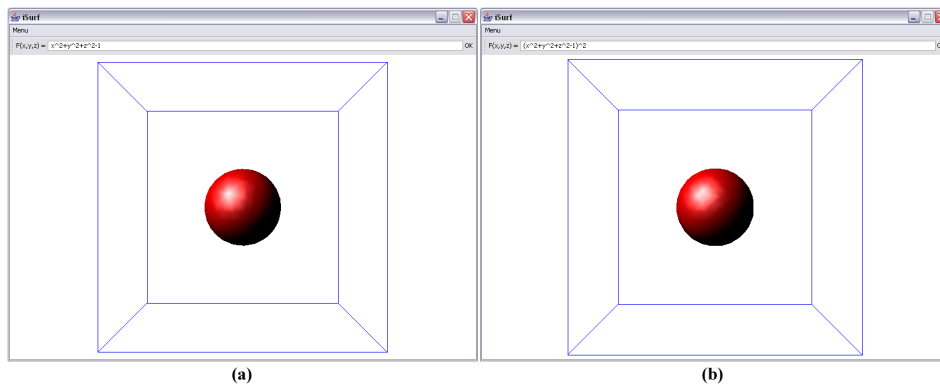 iSurf
Menu
F(x,y,z) = x^2+y^2+z^2-1 OK
(a)
iSurf
Menu
F(x,y,z) = (x^2+y^2+z^2-1)^2
(b)